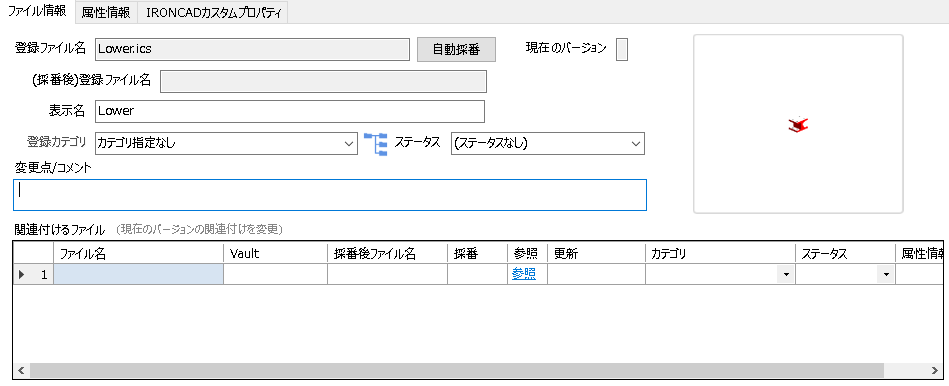 ファイル情報 属性情報 IRONCADカスタムプロパティ
登録ファイル名 Lower.ics 自動採番 現在のバージョン
(採番後)登録ファイル名
表示名 Lower
登録カテゴリ カテゴリ指定なし ステータス (ステータスなし)
変更点/コメント
関連付けるファイル (現在のバージョンの関連付けを変更)
ファイル名 Vault 採番後ファイル名 採番 参照 更新 カテゴリ ステータス 属性情報
1 参照